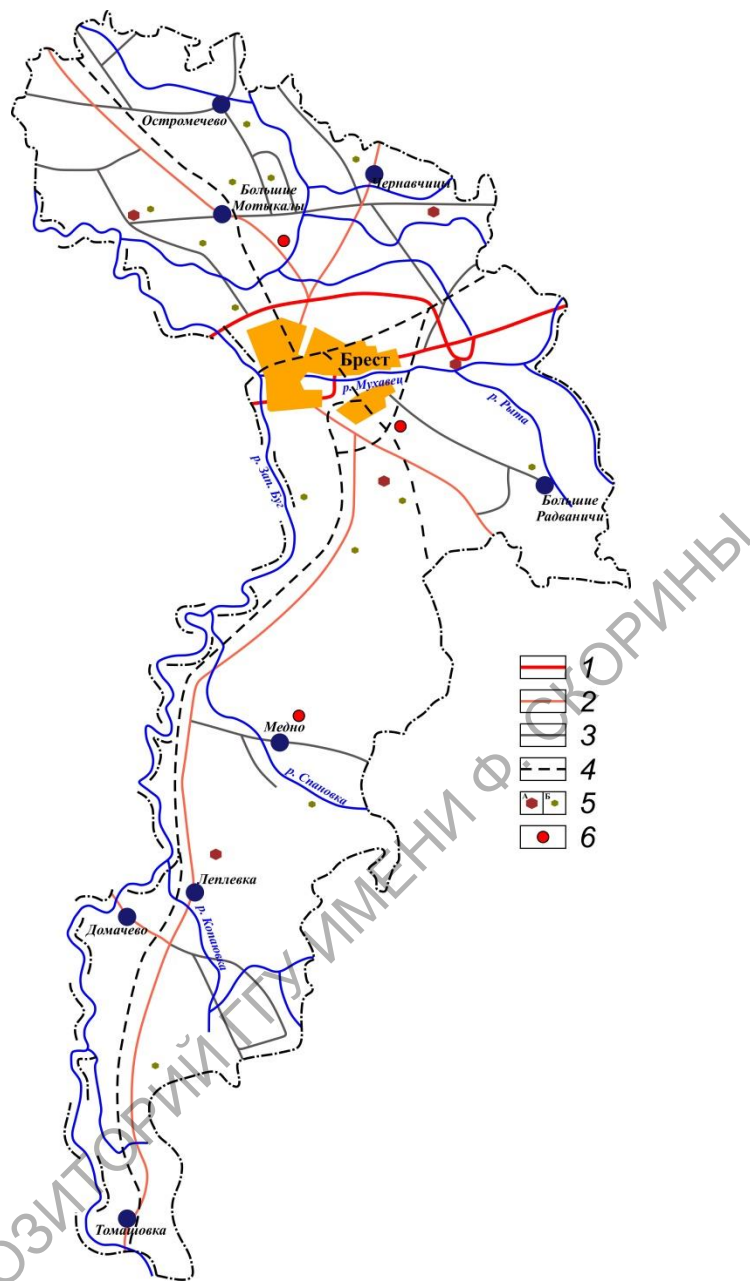 Остромечево
Чернавчицы
Большие
Мотыкалы
Брест
р. Мухавец
р. Рыта
р. Зап. Буг
Большие
Радваничи
1
2
3
4
А Б 5
6
Медно
р. Спановка
Леплевка
р. Копаювка
Домачево
Томашовка
ОЗИТОРИЙ ГГУ ИМЕНИ Ф. СКОРИНЫ